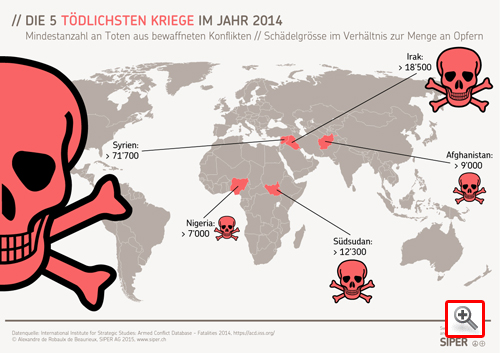 // DIE 5 TÖDLICHSTEN KRIEGE IM JAHR 2014
Mindestanzahl an Toten aus bewaffneten Konflikten // Schädelgrösse im Verhältnis zur Menge an Opfern
Irak:
> 18'500
Syrien:
> 71'700
Afghanistan:
> 9'000
Nigeria:
> 7'000
Südsudan:
> 12'300
Datenquelle: International Institute for Strategic Studies: Armed Conflict Database – Fatalities 2014, https://acd.iiss.org/
© Alexandre de Robaulx de Beaurieux, SIPER AG 2015, www.siper.ch
SIPER